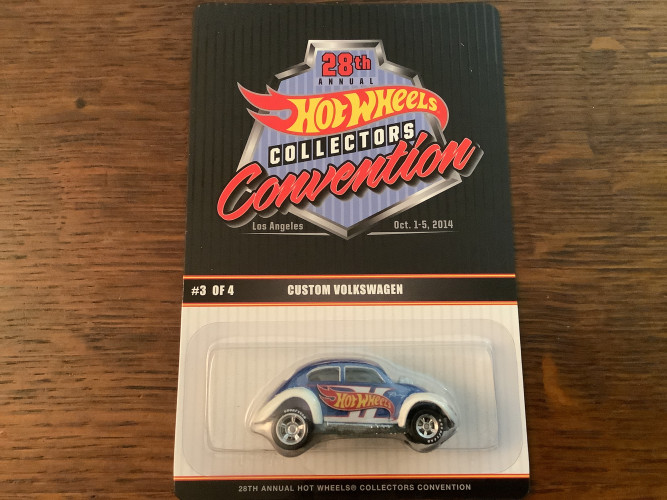 28th
ANNUAL
HOT WHEELS
COLLECTORS
Convention
Los Angeles Oct. 1-5, 2014
#3 OF 4 CUSTOM VOLKSWAGEN
HOT WHEELS
28TH ANNUAL HOT WHEELS® COLLECTORS CONVENTION